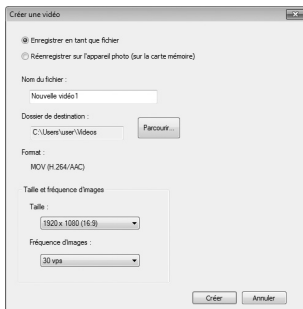 Créer une vidéo
Enregistrer en tant que fichier
Réenregistrer sur l'appareil photo (sur la carte mémoire)
Nom du fichier :
Nouvelle vidéo1
Dossier de destination :
C:\Users\user\Videos
Parcourir...
Format :
MOV (H.264/AAC)
Taille et fréquence d'images
Taille :
1920 x 1080 (16:9)
Fréquence d'images :
30 vps
Créer
Annuler